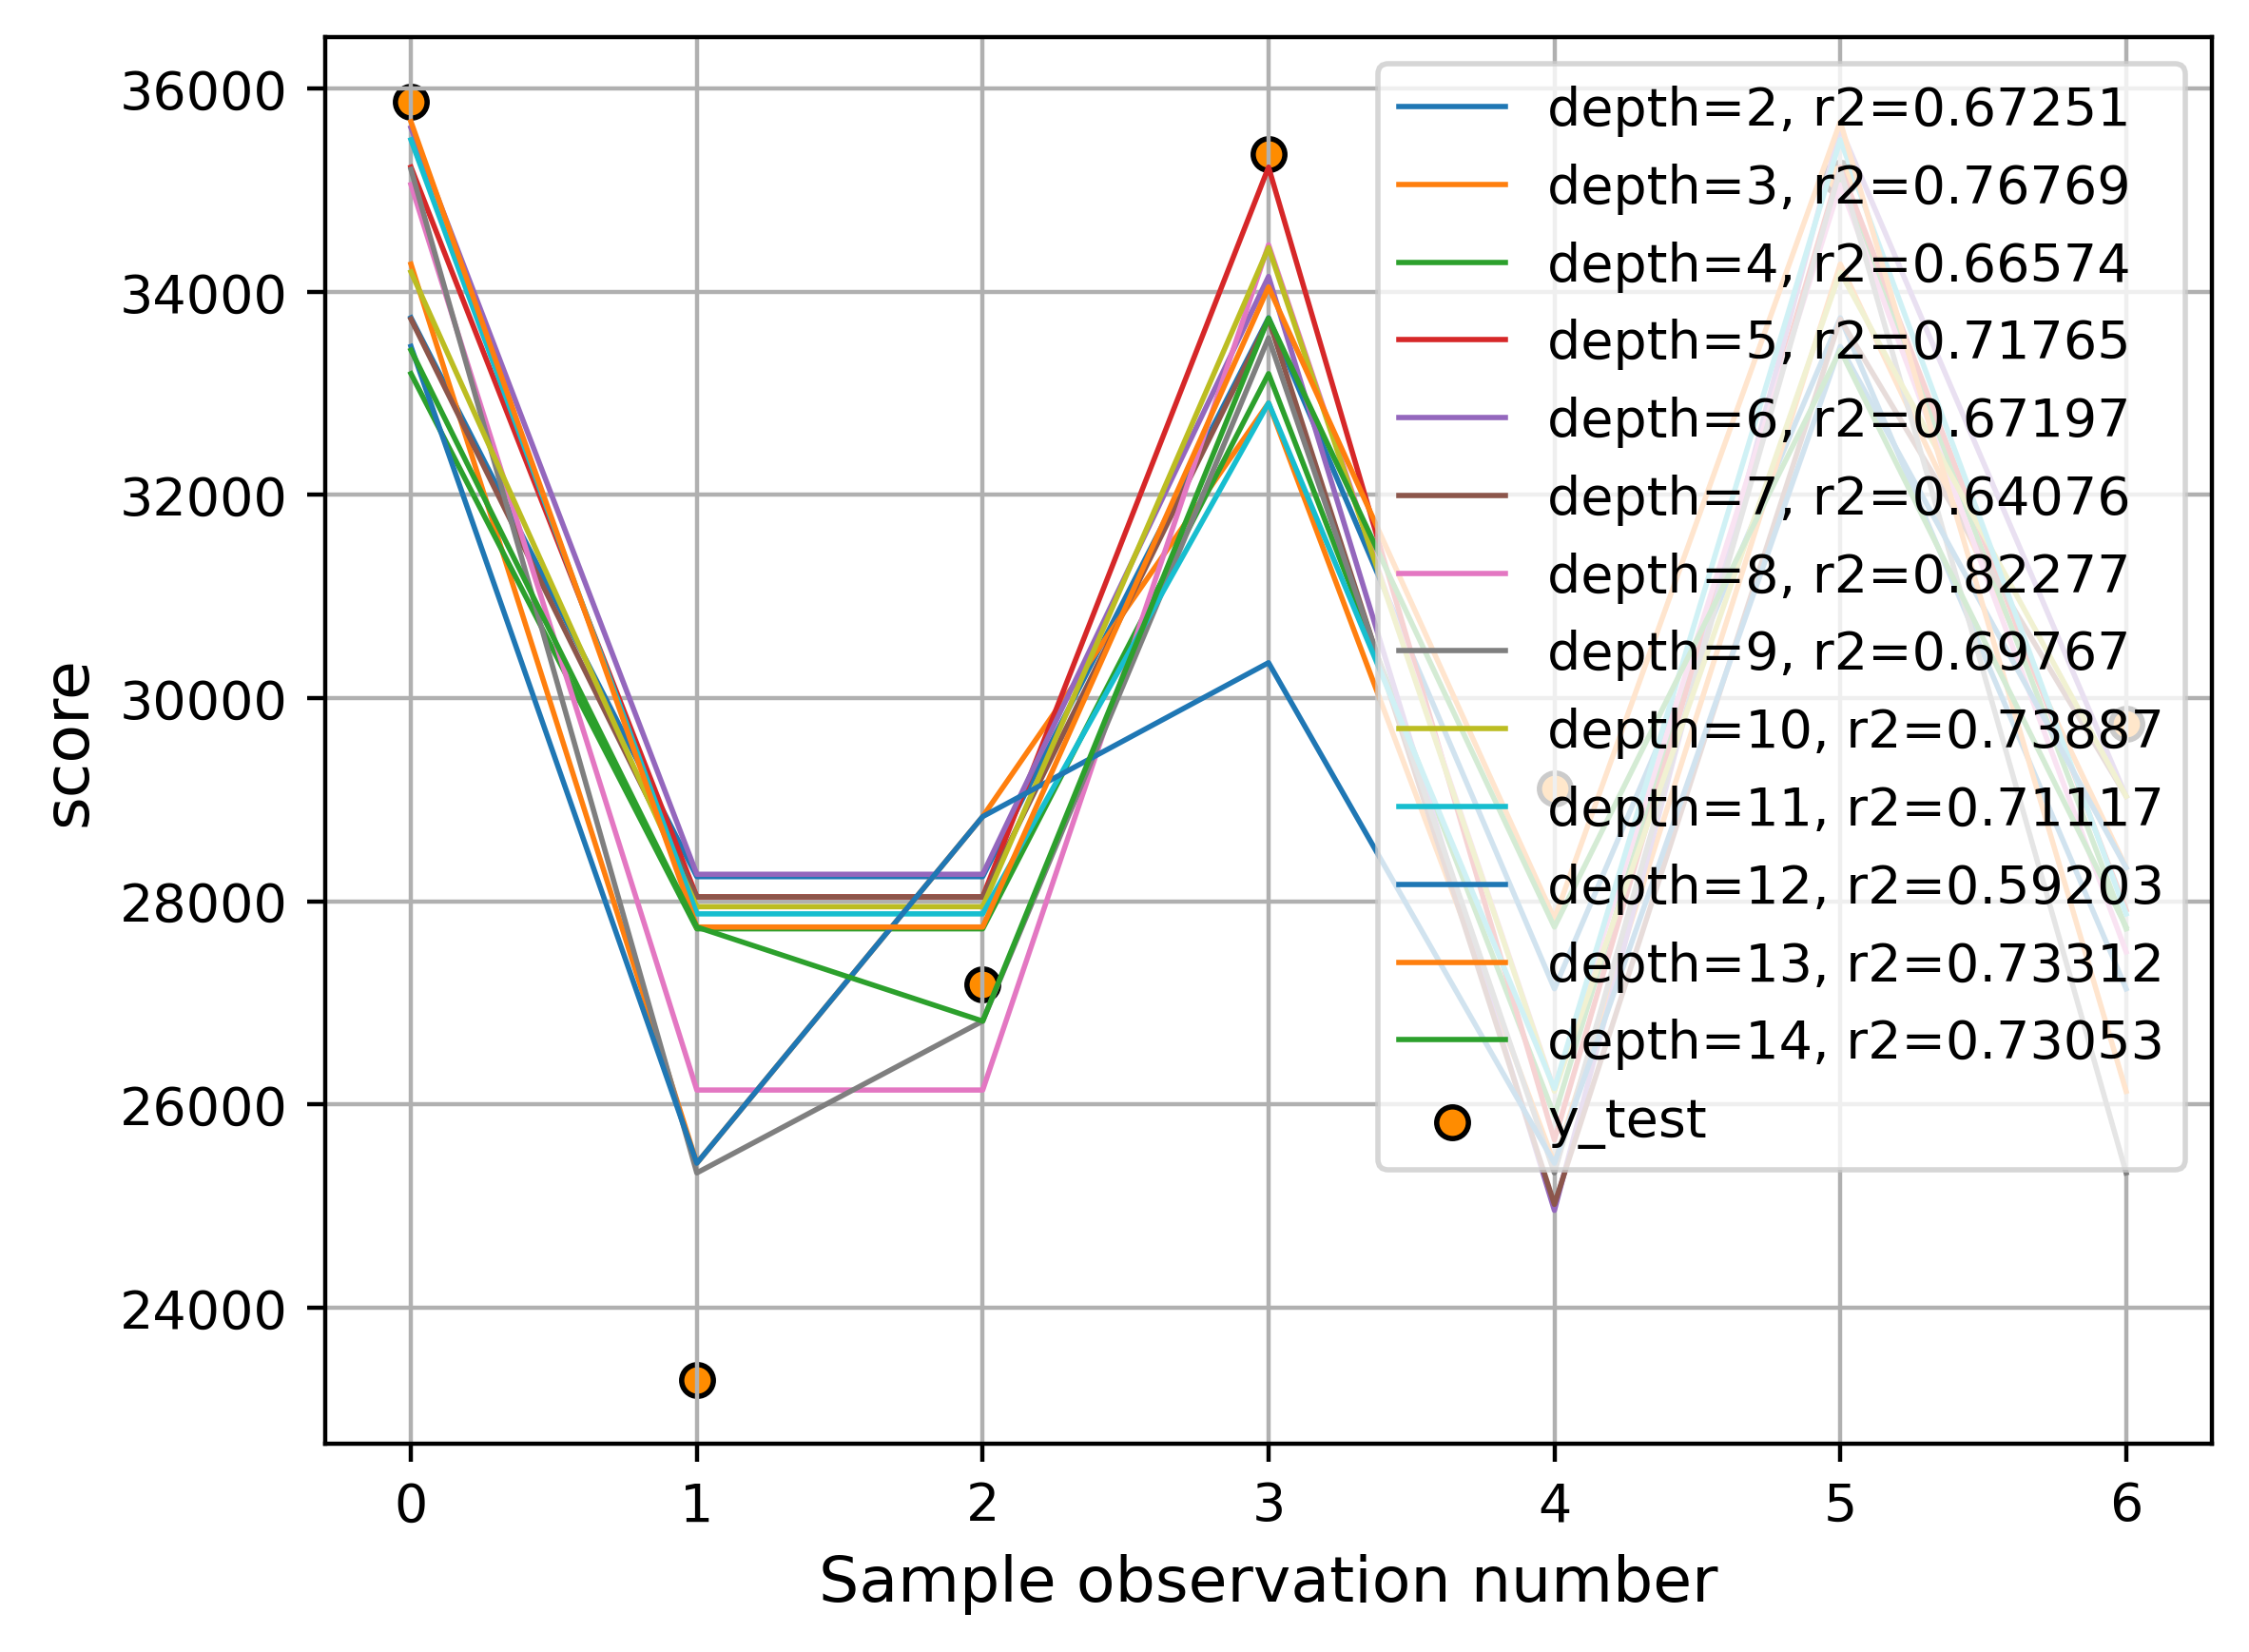 36000
34000
32000
30000
28000
26000
24000
score
0 1 2 3 4 5 6
Sample observation number
depth=2, r2=0.67251
depth=3, r2=0.76769
depth=4, r2=0.66574
depth=5, r2=0.71765
depth=6, r2=0.67197
depth=7, r2=0.64076
depth=8, r2=0.82277
depth=9, r2=0.69767
depth=10, r2=0.73887
depth=11, r2=0.71117
depth=12, r2=0.59203
depth=13, r2=0.73312
depth=14, r2=0.73053
y_test